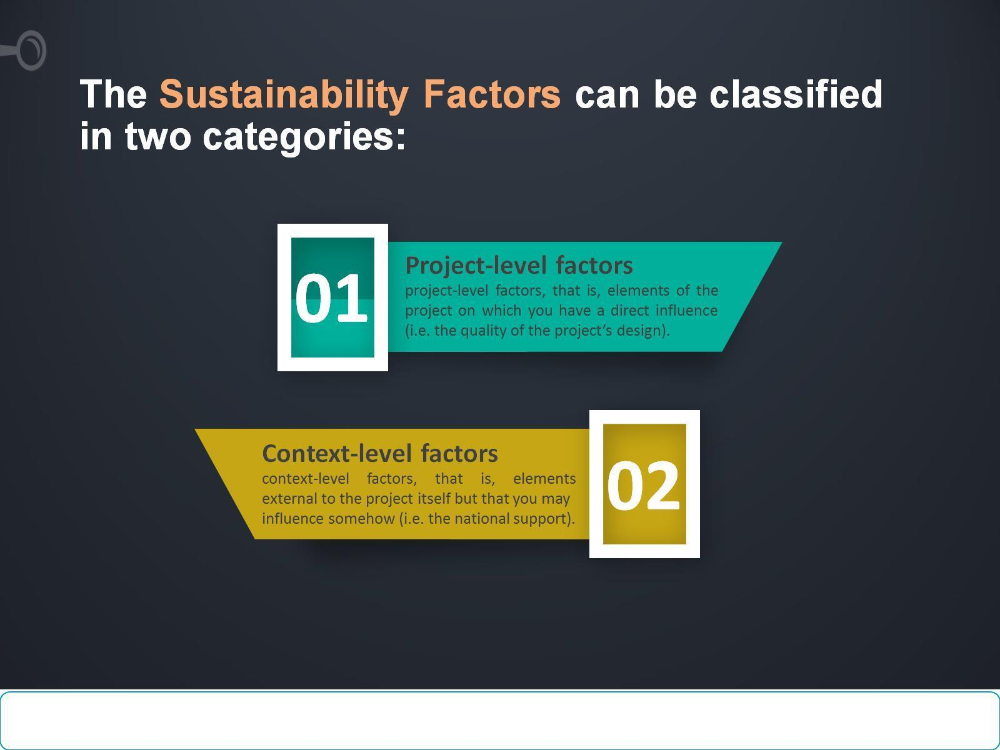 The Sustainability Factors can be classified
in two categories:
01
Project-level factors
project-level factors, that is, elements of the
project on which you have a direct influence
(i.e. the quality of the project’s design).
Context-level factors
context-level factors, that is, elements
external to the project itself but that you may
influence somehow (i.e. the national support).
02